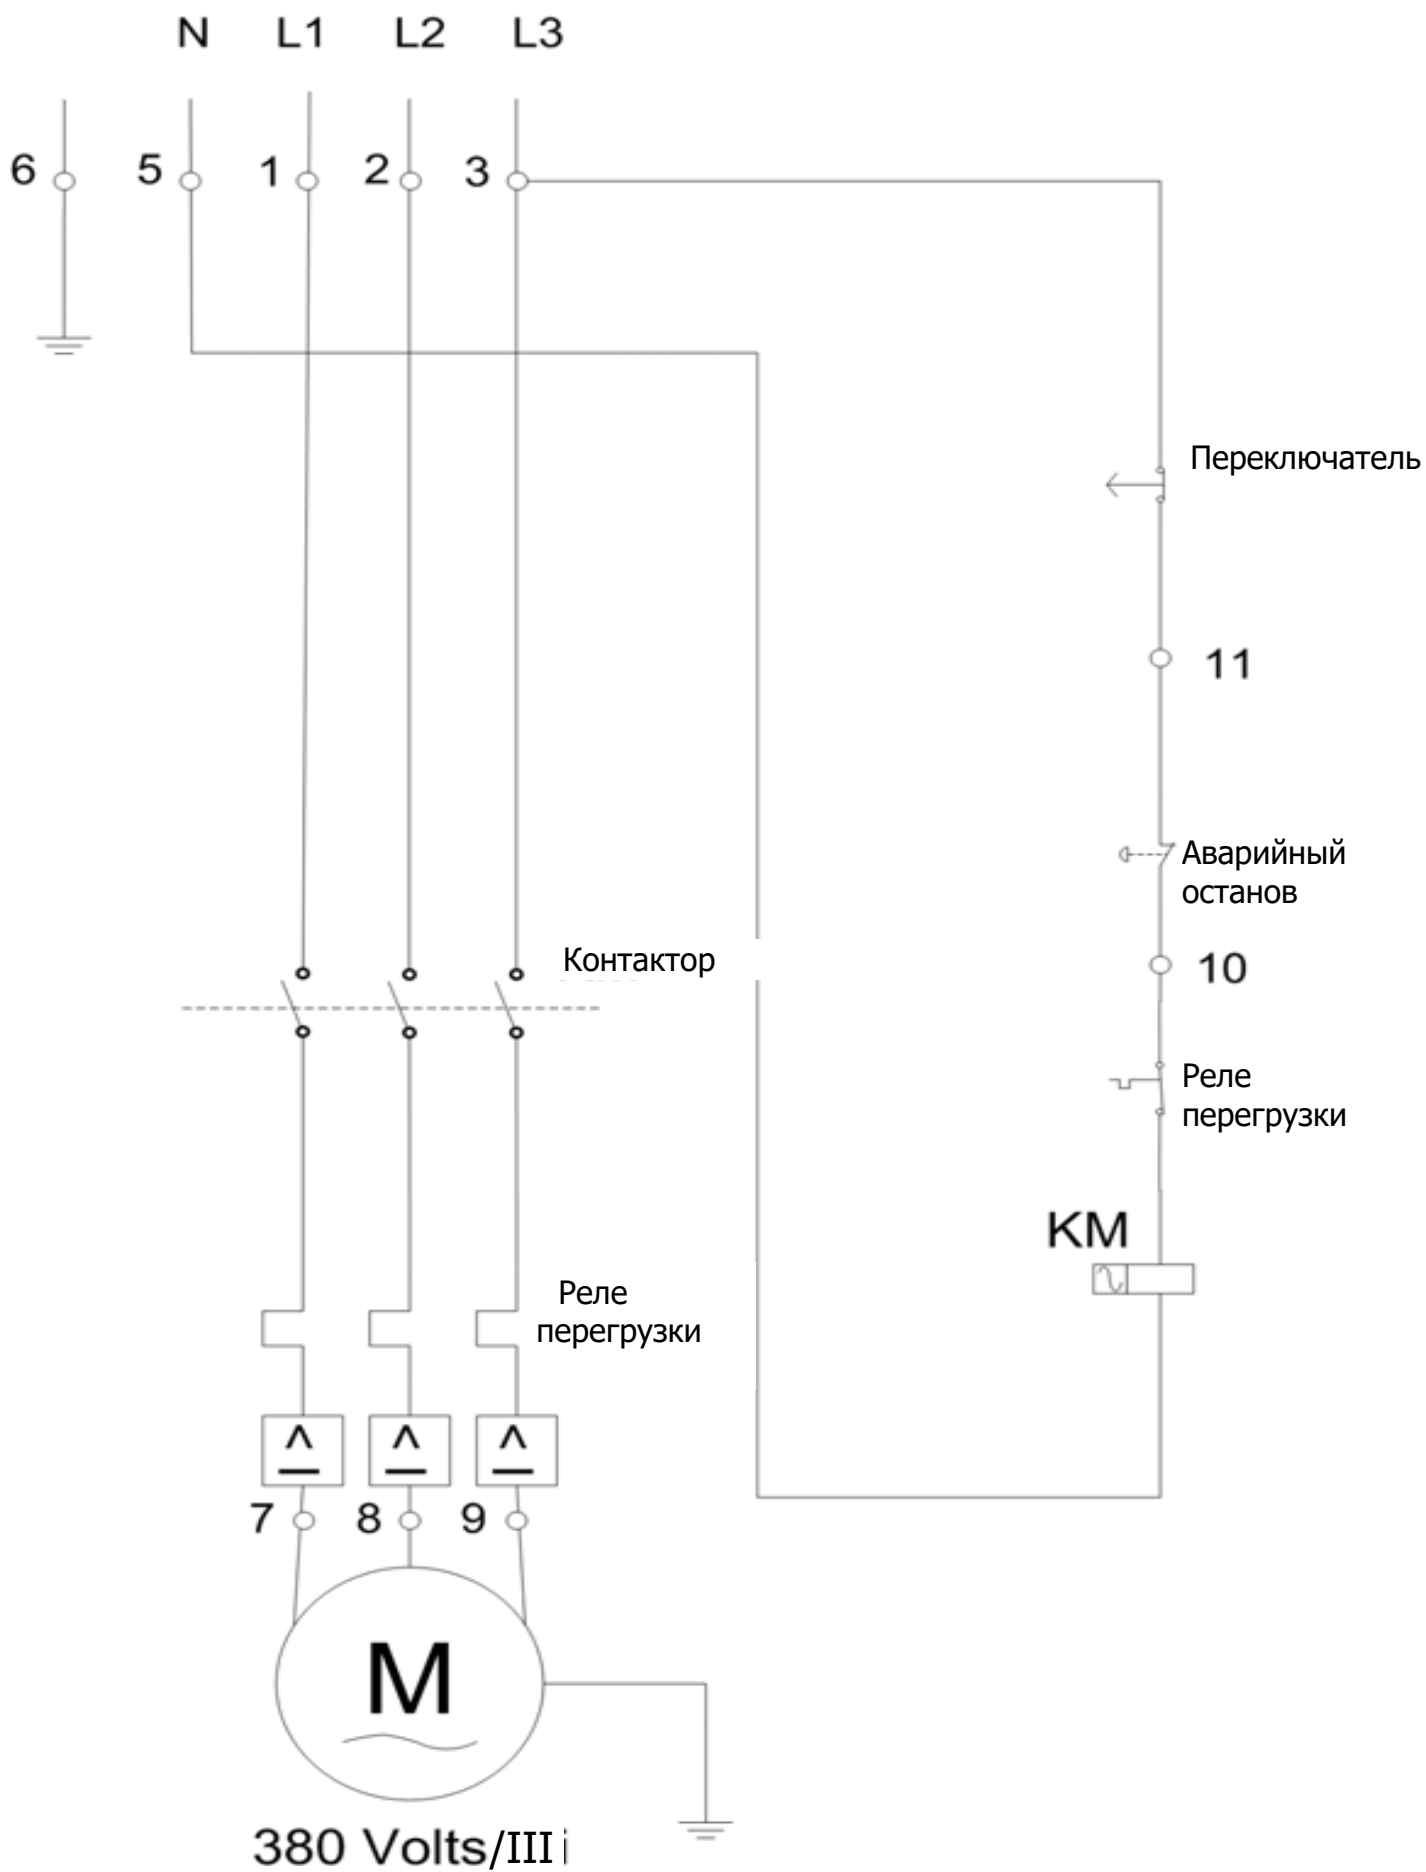 N L1 L2 L3
6 5 1 2 3
Переключатель
11
Аварийный
останов
Контактор
10
Реле
перегрузки
KM
Реле
перегрузки
^ ^ ^
7 8 9
M
380 Volts/III